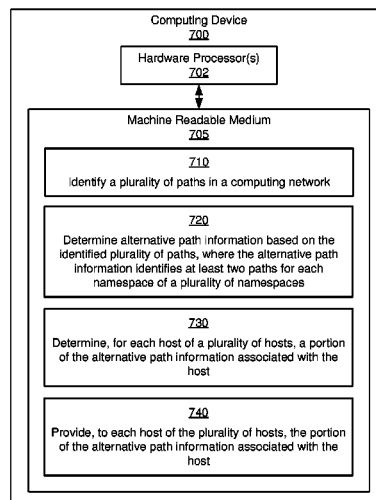 Computing Device
700
Hardware Processor(s)
702
Machine Readable Medium
705
710
Identify a plurality of paths in a computing network
720
Determine alternative path information based on the
identified plurality of paths, where the alternative path
information identifies at least two paths for each
namespace of a plurality of namespaces
730
Determine, for each host of a plurality of hosts, a portion
of the alternative path information associated with the
host
740
Provide, to each host of the plurality of hosts, the portion
of the alternative path information associated with the
host